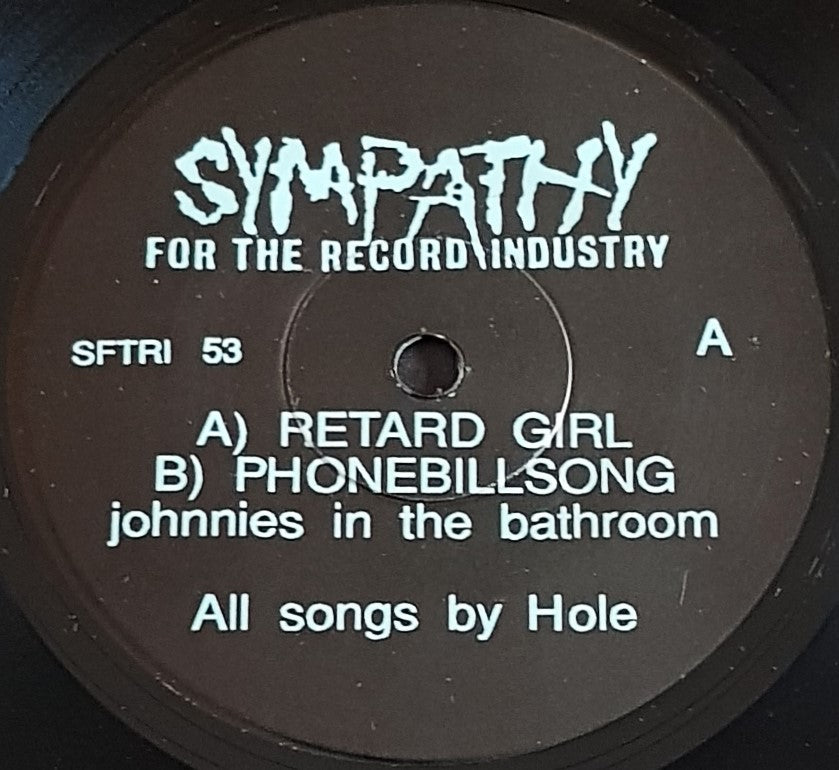 SYMPATHY
FOR THE RECORD INDUSTRY
SFTRI 53 A
A) RETARD GIRL
B) PHONEBILLSONG
johnnies in the bathroom
All songs by Hole